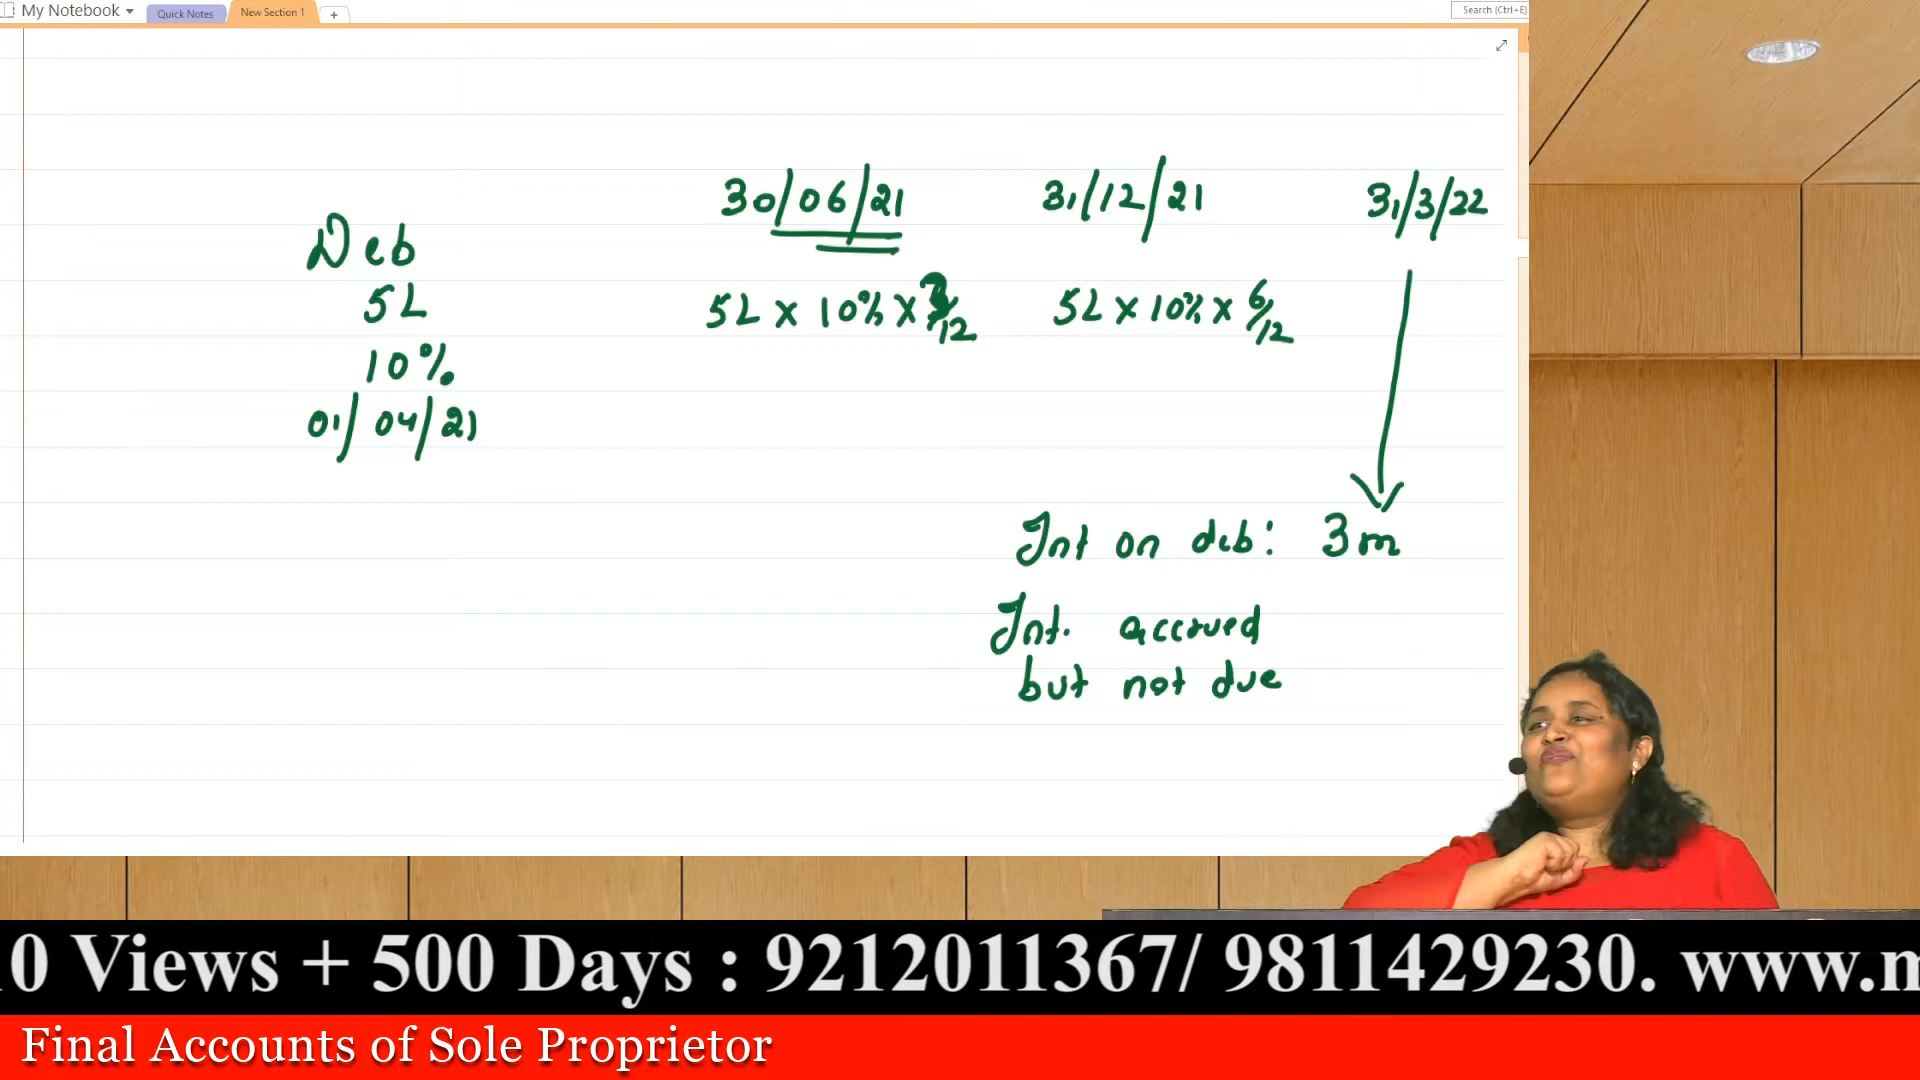 My Notebook
Quick Notes
New Section 1
+
Search (Ctrl+E)
Deb
5L
10%
01/04/21
30/06/21
5L x 10% x 3/12
31/12/21
5L x 10% x 6/12
31/3/22
Int on deb: 3m
Int. accrued
but not due
0 Views + 500 Days : 9212011367/ 9811429230. www.m
Final Accounts of Sole Proprietor